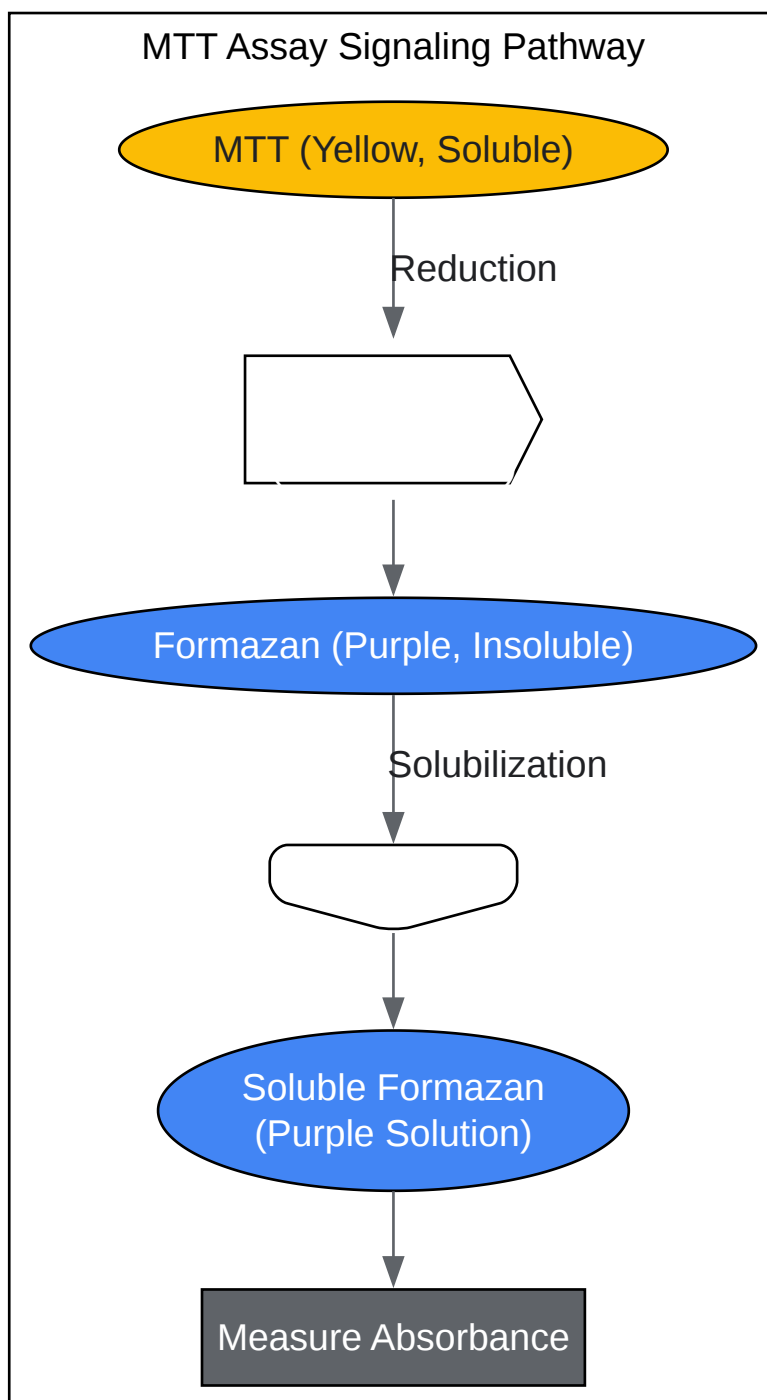 MTT Assay Signaling Pathway
MTT (Yellow, Soluble)
Reduction
Formazan (Purple, Insoluble)
Solubilization
Soluble Formazan
(Purple Solution)
Measure Absorbance